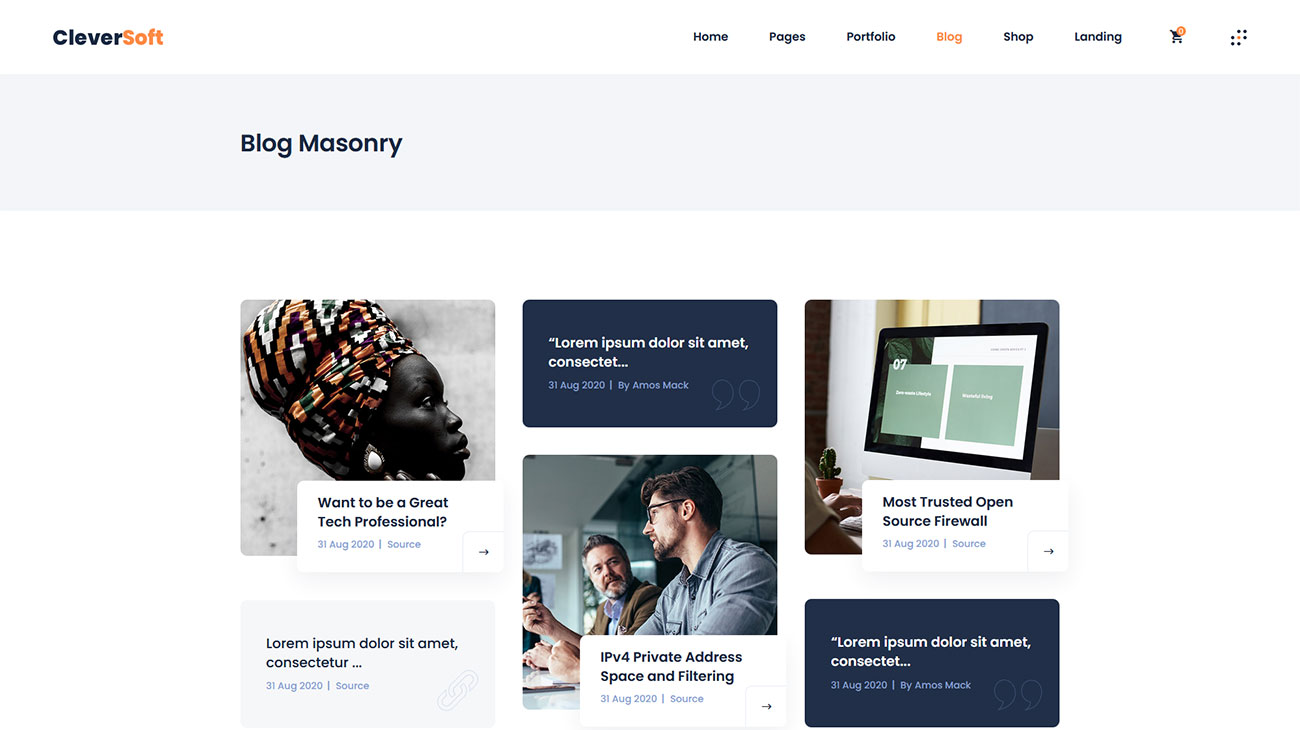 CleverSoft
Home Pages Portfolio Blog Shop Landing 0
Blog Masonry
Want to be a Great
Tech Professional?
31 Aug 2020 | Source
Lorem ipsum dolor sit amet,
consectetur ...
31 Aug 2020 | Source
“Lorem ipsum dolor sit amet,
consectet...
31 Aug 2020 | By Amos Mack
IPv4 Private Address
Space and Filtering
31 Aug 2020 | Source
07
Zero waste Lifestyle
Wasteful living
Most Trusted Open
Source Firewall
31 Aug 2020 | Source
“Lorem ipsum dolor sit amet,
consectet...
31 Aug 2020 | By Amos Mack